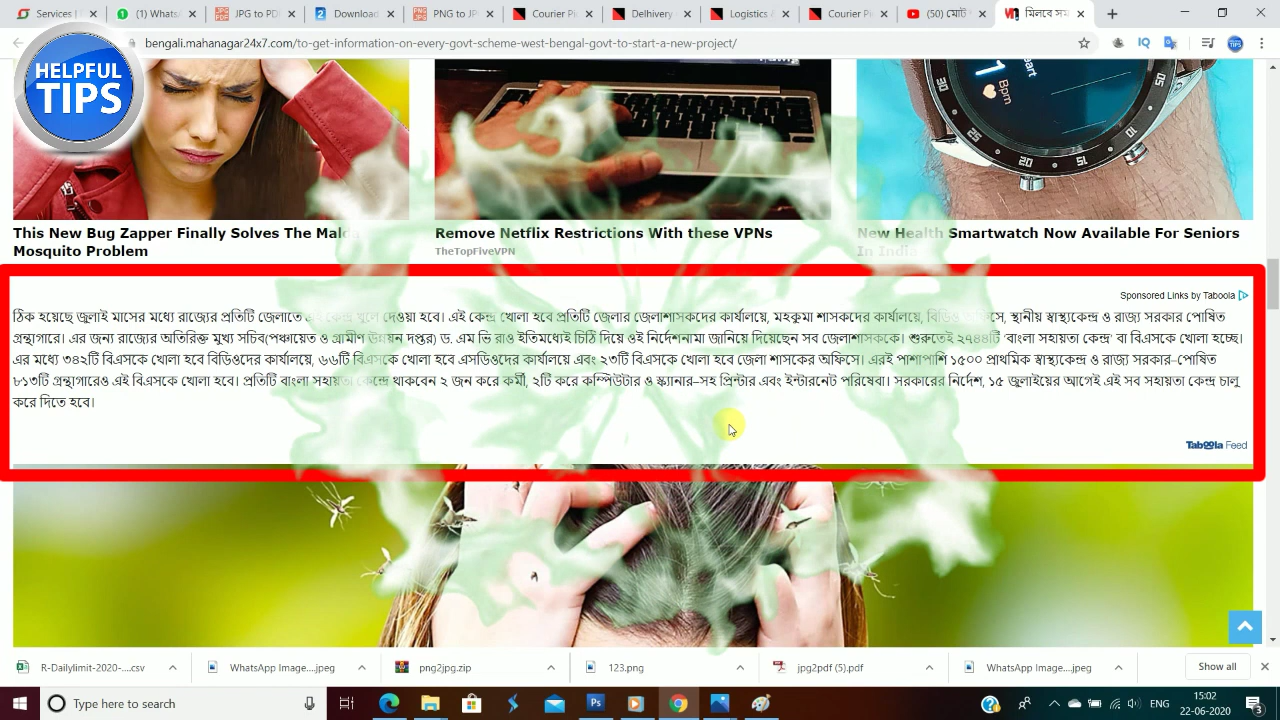 Services |
(1) Whats
JPG to PD
Download
PNG to JP
Courier Pi
Delhivery
Logistics
Courier Pi
(50) মোট
মিলবে সম
bengali.mahanagar24x7.com/to-get-information-on-every-govt-scheme-west-bengal-govt-to-start-a-new-project/
HELPFUL
TIPS
This New Bug Zapper Finally Solves The
Mosquito Problem
Remove Netflix Restrictions With these VPNs
TheTopFiveVPN
New Health Smartwatch Now Available For Seniors
In India
Sponsored Links by Taboola
ঠিক হয়েছে জুলাই মাসের মধ্যে রাজ্যের প্রতিটি জেলাতে এই কেন্দ্র খুলে দেওয়া হবে। এই কেন্দ্র খোলা হবে প্রতিটি জেলার জেলাশাসকদের কার্যালয়ে, মহকুমা শাসকদের কার্যালয়ে, বিডিও অফিসে, স্থানীয় স্বাস্থ্যকেন্দ্র ও রাজ্য সরকার পোষিত
গ্রন্থাগারে। এর জন্য রাজ্যের অতিরিক্ত মুখ্য সচিব(পঞ্চায়েত ও গ্রামীণ উন্নয়ন দপ্তর) ড. এম ভি রাও ইতিমধ্যেই চিঠি দিয়ে ওই নির্দেশনামা জানিয়ে দিয়েছেন সব জেলাশাসককে। শুরুতেই ২৭৪৪টি ‘বাংলা সহায়তা কেন্দ্র’ বা বিএসকে খোলা হচ্ছে।
এর মধ্যে ৩৪২টি বিএসকে খোলা হবে বিডিওদের কার্যালয়ে, ৬৬টি বিএসকে খোলা হবে এসডিওদের কার্যালয়ে এবং ২৩টি বিএসকে খোলা হবে জেলা শাসকের অফিসে। এরই পাশাপাশি ১৫০০ প্রাথমিক স্বাস্থ্যকেন্দ্র ও রাজ্য সরকার–পোষিত
৮১৩টি গ্রন্থাগারেও এই বিএসকে খোলা হবে। প্রতিটি বাংলা সহায়তা কেন্দ্রে থাকবেন ২ জন করে কর্মী, ২টি করে কম্পিউটার ও স্ক্যানার–সহ প্রিন্টার এবং ইন্টারনেট পরিষেবা। সরকারের নির্দেশ, ১৫ জুলাইয়ের আগেই এই সব সহায়তা কেন্দ্র চালু
করে দিতে হবে।
Taboola Feed
R-Dailylimit-2020-....csv
WhatsApp Image....jpeg
png2jpg.zip
123.png
jpg2pdf (5).pdf
WhatsApp Image....jpeg
Show all
Type here to search
ENG
15:02
22-06-2020